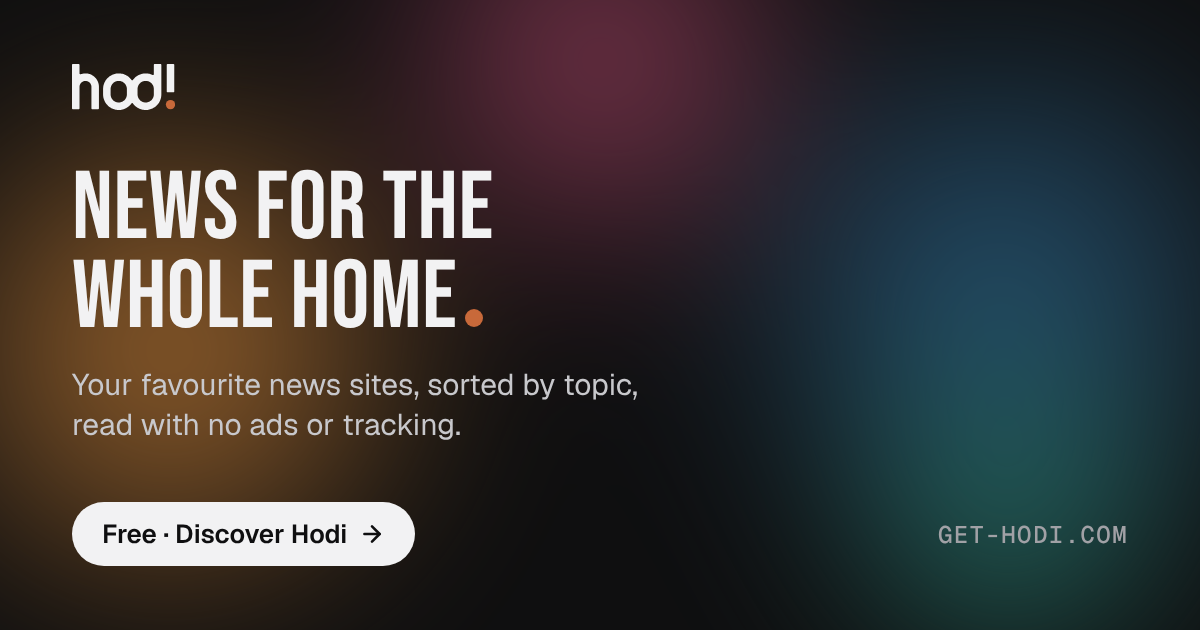 hod!
NEWS FOR THE
WHOLE HOME.
Your favourite news sites, sorted by topic,
read with no ads or tracking.
Free · Discover Hodi →
GET-HODI.COM